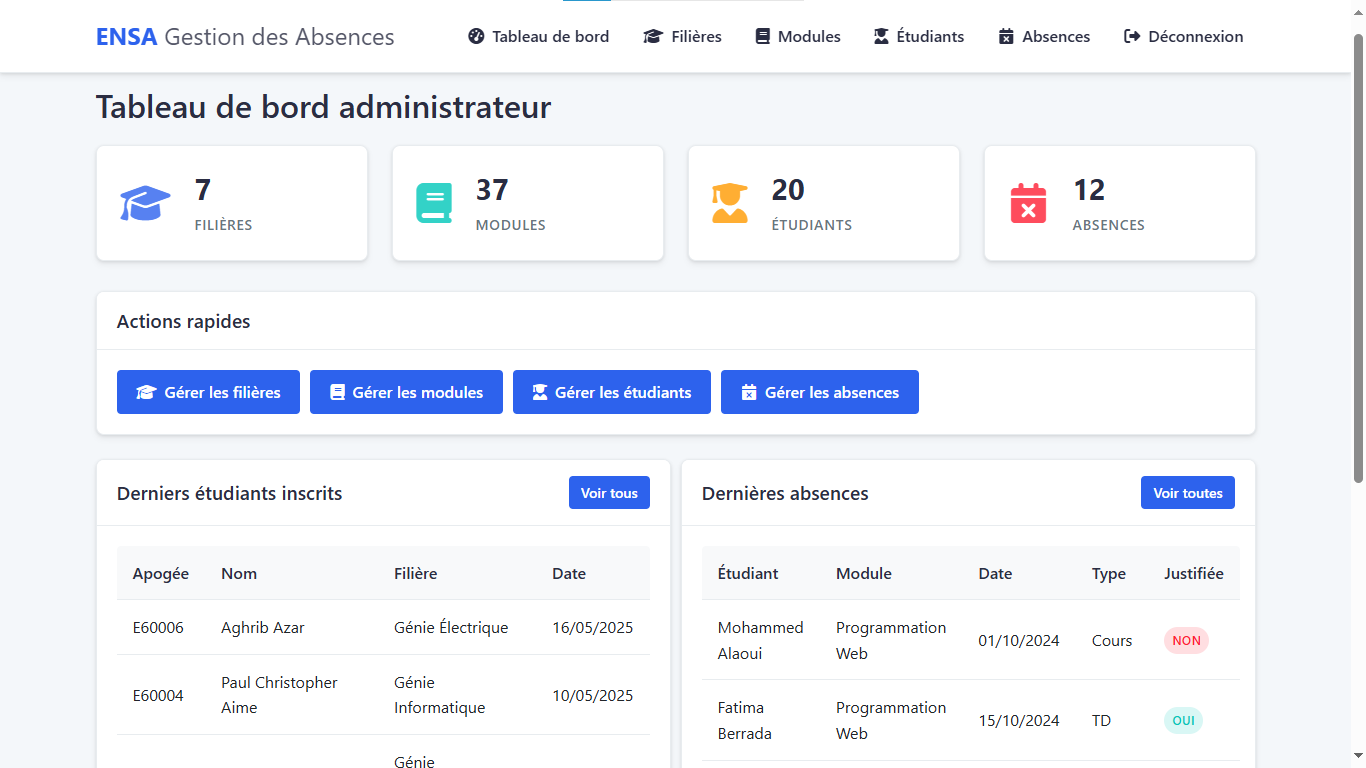 ENSA Gestion des Absences
Tableau de bord
Filières
Modules
Étudiants
Absences
Déconnexion
Tableau de bord administrateur
7
FILIÈRES
37
MODULES
20
ÉTUDIANTS
12
ABSENCES
Actions rapides
Gérer les filières
Gérer les modules
Gérer les étudiants
Gérer les absences
Derniers étudiants inscrits
Voir tous
Apogée Nom Filière Date
E60006 Aghrib Azar Génie Électrique 16/05/2025
E60004 Paul Christopher Aime Génie Informatique 10/05/2025
Génie
Dernières absences
Voir toutes
Étudiant Module Date Type Justifiée
Mohammed Alaoui Programmation Web 01/10/2024 Cours NON
Fatima Berrada Programmation Web 15/10/2024 TD OUI